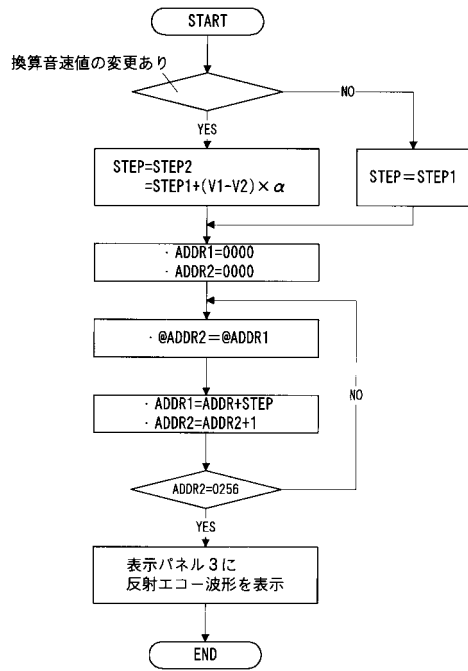 START
換算音速値の変更あり
NO
YES
STEP=STEP2
=STEP1+(V1-V2)×α
STEP=STEP1
・ADDR1=0000
・ADDR2=0000
・@ADDR2=@ADDR1
NO
・ADDR1=ADDR+STEP
・ADDR2=ADDR2+1
ADDR2=0256
YES
表示パネル3に
反射エコー波形を表示
END